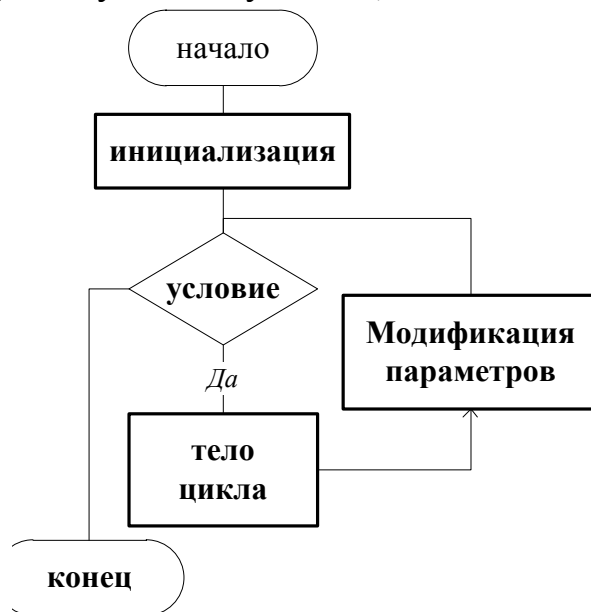 начало
инициализация
условие
Модификация
параметров
Да
тело
цикла
конец